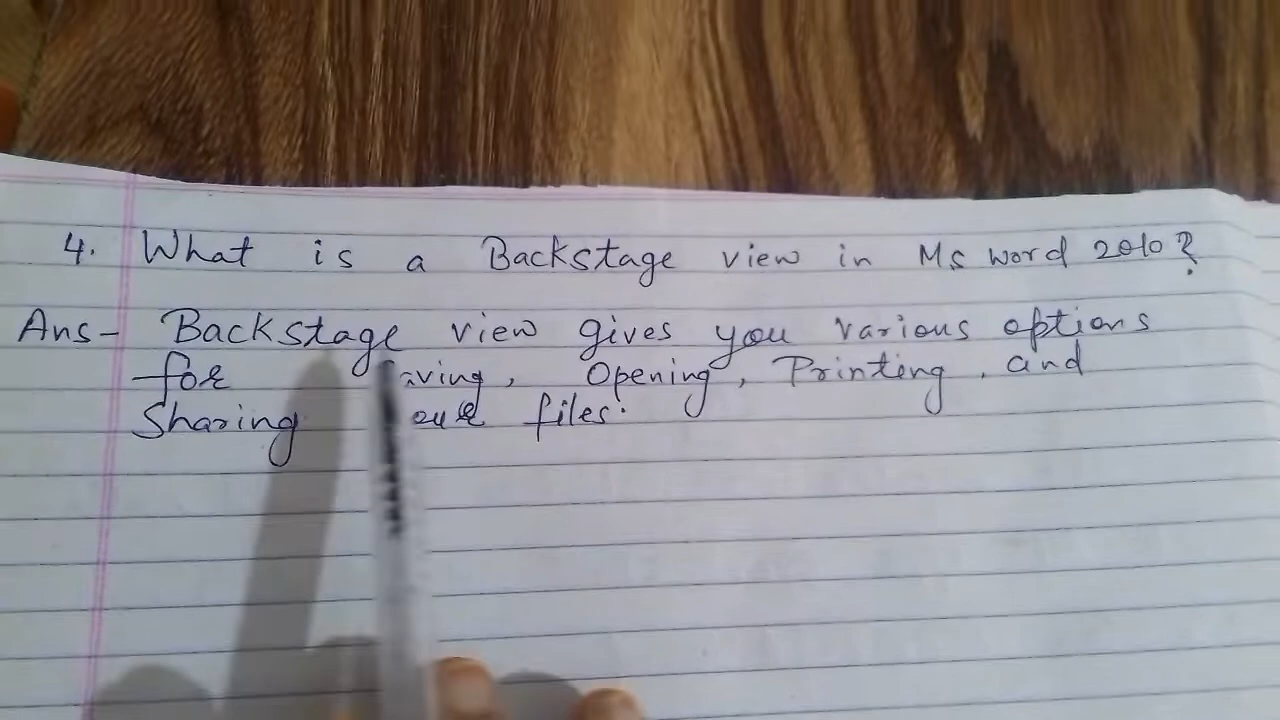 4. What is a Backstage view in Ms word 2010?
Ans- Backstage view gives you various options
for Opening, Printing, and
Sharing files.